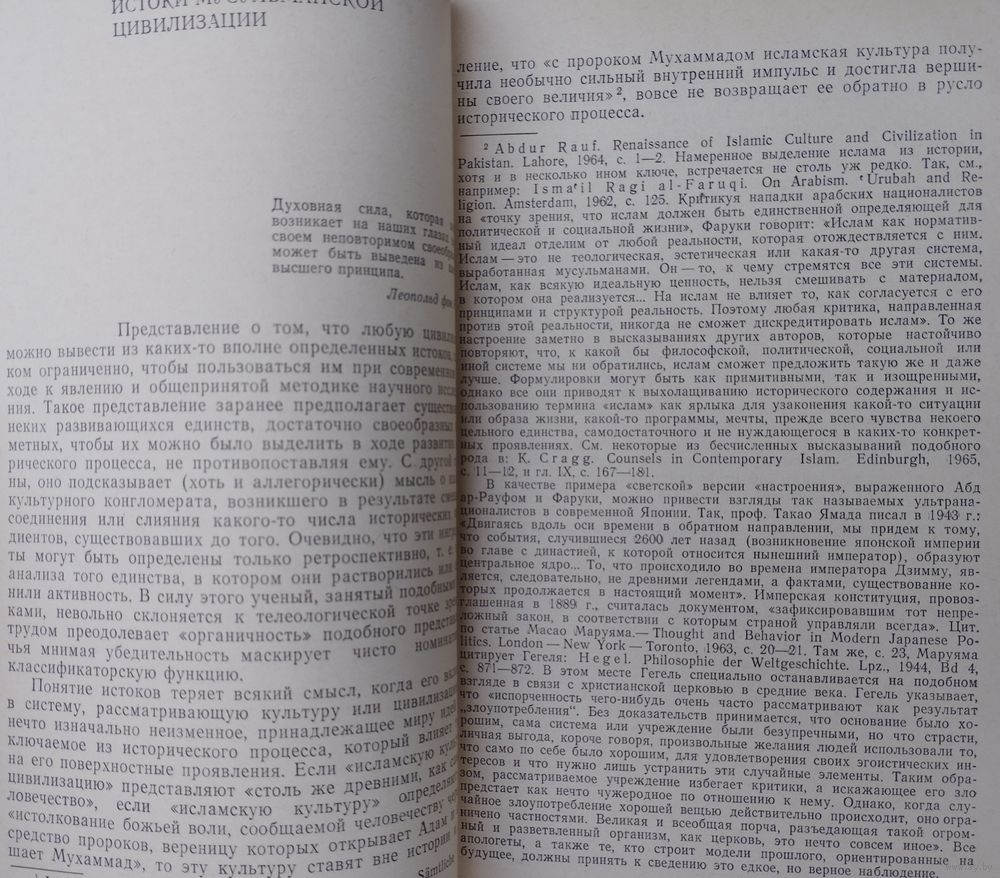 ИСТОКИ МУСУЛЬМАНСКОЙ
ЦИВИЛИЗАЦИИ
Духовная сила, которая
возникает на наших глазах
своем неповторимом
может быть выведена из
высшего принципа.
Леопольд фон
Представление о том, что любую
можно вывести из каких-то вполне определенных истоков,
ком ограниченно, чтобы пользоваться им при
ходе к явлению и общепринятой методике научного
ния. Такое представление заранее предполагает
неких развивающихся единств, достаточно
метных, чтобы их можно было выделить в ходе
рического процесса, не противопоставляя ему. С другой
ны, оно подсказывает (хоть и аллегорически) мысль о
культурного конгломерата, возникшего в результате
соединения или слияния какого-то числа исторических
диентов, существовавших до того. Очевидно, что эти
ты могут быть определены только ретроспективно, т. е.
анализа того единства, в котором они растворились или
нили активность. В силу этого ученый, занятый
ками, невольно склоняется к телеологической точке
трудом преодолевает «органичность» подобного
чья мнимая убедительность маскирует чисто
классификаторскую функцию.
Понятие истоков теряет всякий смысл, когда его
в систему, рассматривающую культуру или
нечто изначально неизменное, принадлежащее миру
ключаемое из исторического процесса, который влияет
на его поверхностные проявления. Если «исламскую
цивилизацию» представляют «столь же древними, как
ловечество», если «исламскую культуру»
«истолкование божьей воли, сообщаемой человечеству
средство пророков, вереницу которых открывает Адам и
шает Мухаммад», то эту культуру ставят вне истории
Sämtliche
ление, что «с пророком Мухаммадом исламская культура полу-
чила необычно сильный внутренний импульс и достигла верши-
ны своего величия»², вовсе не возвращает ее обратно в русло
исторического процесса.
² Abdur Rauf. Renaissance of Islamic Culture and Civilization in
Pakistan. Lahore, 1964, с. 1—2. Намеренное выделение ислама из истории,
хотя и в несколько ином ключе, встречается не столь уж редко. Так, см.,
например: Isma'il Ragi al-Faruqi. On Arabism. ‘Urubah and Re-
ligion. Amsterdam, 1962, с. 125. Критикуя нападки арабских националистов
на «точку зрения, что ислам должен быть единственной определяющей для
политической и социальной жизни», Фаруки говорит: «Ислам как норматив-
ный идеал отделим от любой реальности, которая отождествляется с ним.
Ислам — это не теологическая, эстетическая или какая-то другая система,
выработанная мусульманами. Он — то, к чему стремятся все эти системы.
Ислам, как всякую идеальную ценность, нельзя смешивать с материалом,
в котором она реализуется... На ислам не влияет то, как согласуется с его
принципами и структурой реальность. Поэтому любая критика, направленная
против этой реальности, никогда не сможет дискредитировать ислам». То же
настроение заметно в высказываниях других авторов, которые настойчиво
повторяют, что, к какой бы философской, политической, социальной или
иной системе мы ни обратились, ислам сможет предложить такую же и даже
лучше. Формулировки могут быть как примитивными, так и изощренными,
однако все они приводят к выхолащиванию исторического содержания и ис-
пользованию термина «ислам» как ярлыка для узаконения какой-то ситуации
или образа жизни, какой-то программы, мечты, прежде всего чувства некоего
цельного единства, самодостаточного и не нуждающегося в каких-то конкрет-
ных проявлениях. См. некоторые из бесчисленных высказываний подобного
рода в: K. Cragg. Counsels in Contemporary Islam. Edinburgh, 1965,
с. 11—12, и гл. IX, с. 167—181.
В качестве примера «светской» версии «настроения», выраженного Абд
ар-Рауфом и Фаруки, можно привести взгляды так называемых ультрана-
ционалистов в современной Японии. Так, проф. Такао Ямада писал в 1943 г.:
«Двигаясь вдоль оси времени в обратном направлении, мы придем к тому,
что события, случившиеся 2600 лет назад (возникновение японской империи
во главе с династией, к которой относится нынешний император), образуют
центральное ядро... То, что происходило во времена императора Дзимму, яв-
ляется, следовательно, не древними легендами, а фактами, существование ко-
торых продолжается в настоящий момент». Имперская конституция, провоз-
глашенная в 1889 г., считалась документом, «зафиксировавшим тот непре-
ложный закон, в соответствии с которым страной управляли всегда». Цит.
по статье Масао Маруяма.— Thought and Behavior in Modern Japanese Po-
litics. London — New York — Toronto, 1963, с. 20—21. Там же, с. 23, Маруяма
цитирует Гегеля: Hegel. Philosophie der Weltgeschichte. Lpz., 1944, Bd 4,
с. 871—872. В этом месте Гегель специально останавливается на подобном
взгляде в связи с христианской церковью в средние века. Гегель указывает,
что «испорченность чего-нибудь очень часто рассматривают как результат
„злоупотребления“. Без доказательств принимается, что основание было хо-
рошим, сама система или учреждение были безупречными, но что страсти,
личная выгода, короче говоря, произвольные желания людей использовали то,
что само по себе было хорошим, для удовлетворения своих эгоистических ин-
тересов и что нужно лишь устранить эти случайные элементы. Таким обра-
зом, рассматриваемое учреждение избегает критики, а искажающее его зло
предстает как нечто чужеродное по отношению к нему. Однако, когда слу-
чайное злоупотребление хорошей вещью действительно происходит, оно огра-
ничено частностями. Великая и всеобщая порча, разъедающая такой огром-
ный и разветвленный организм, как церковь, это нечто совсем иное». Все
апологеты, а также те, кто строит модели прошлого, ориентированные на
будущее, должны принять к сведению это едкое, но верное наблюдение.